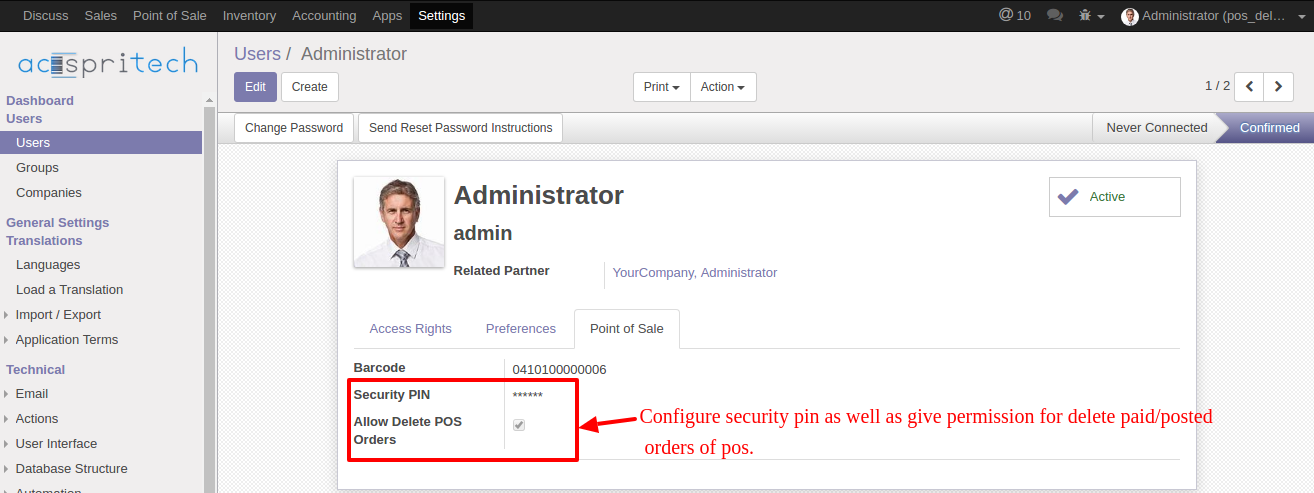 Discuss Sales Point of Sale Inventory Accounting Apps Settings @ 10 Administrator (pos_del...
acespritech
Users / Administrator
Edit Create Print Action 1 / 2
Dashboard
Users
Users
Groups
Companies
General Settings
Translations
Languages
Load a Translation
Import / Export
Application Terms
Technical
Email
Actions
User Interface
Database Structure
Automation
Change Password Send Reset Password Instructions Never Connected Confirmed
Administrator
admin
Active
Related Partner YourCompany, Administrator
Access Rights Preferences Point of Sale
Barcode 0410100000006
Security PIN ******
Allow Delete POS
Orders
Configure security pin as well as give permission for delete paid/posted
orders of pos.